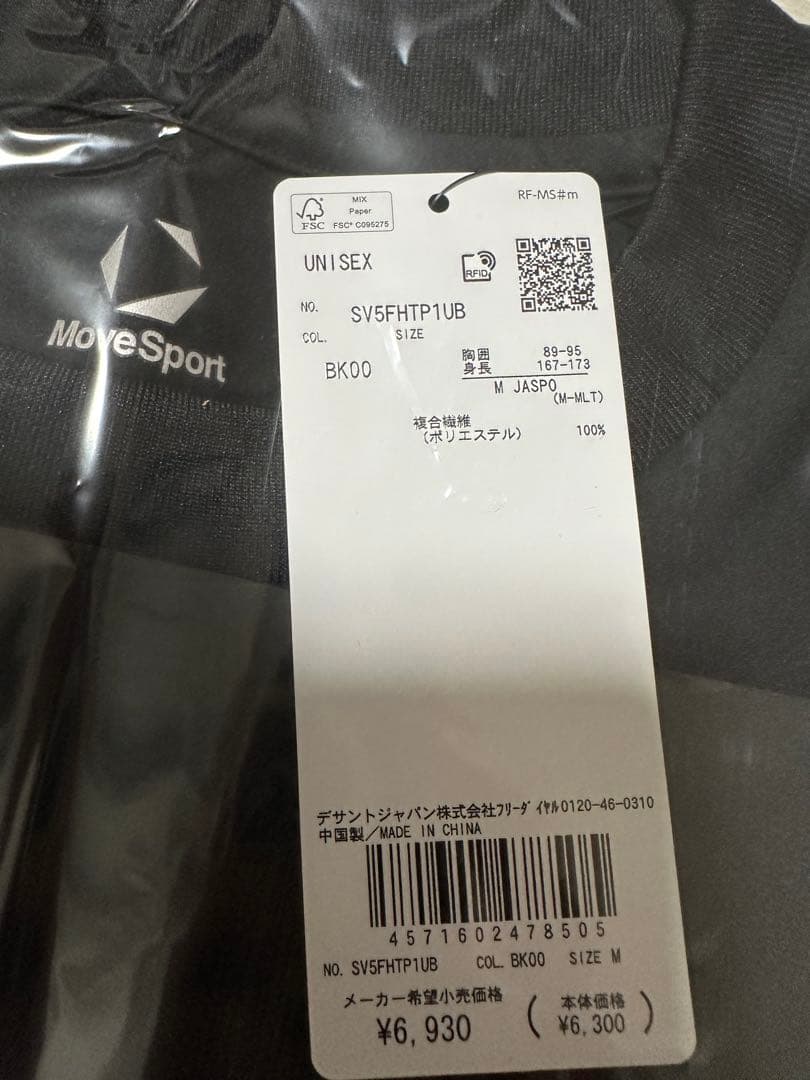 MoveSport
RF-MS#m
MIX
Paper
FSC
FSC® C095275
UNISEX
RFID
NO. SV5FHTP1UB
COL. SIZE
BK00
胸囲 89-95
身長 167-173
M JASPO
(M-MLT)
複合繊維
(ポリエステル) 100%
デサントジャパン株式会社フリーダイヤル0120-46-0310
中国製/MADE IN CHINA
4571602478505
NO. SV5FHTP1UB COL. BK00 SIZE M
メーカー希望小売価格
¥6,930
(本体価格
¥6,300)